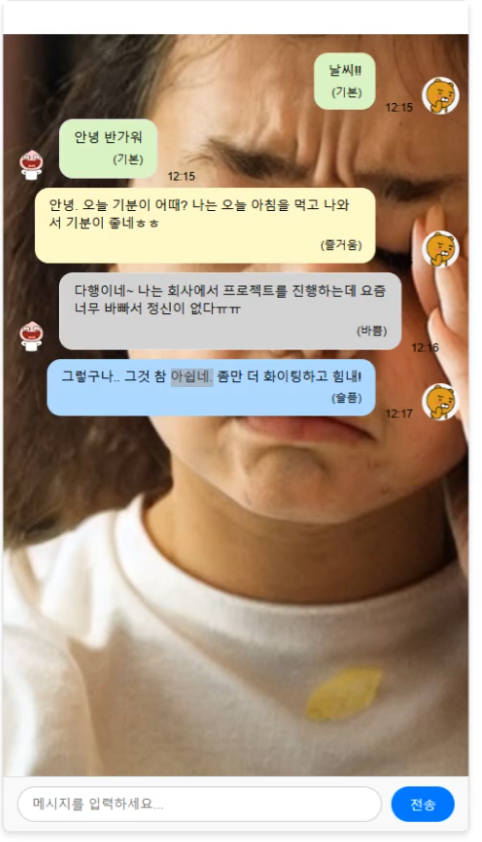 날씨!!
(기본)
12:15
안녕 반가워
(기본)
12:15
안녕. 오늘 기분이 어때? 나는 오늘 아침을 먹고 나와
서 기분이 좋네ㅎㅎ
(즐거움)
다행이네~ 나는 회사에서 프로젝트를 진행하는데 요즘
너무 바빠서 정신이 없다ㅠㅠ
(바쁨)
12:16
그렇구나.. 그것 참 아쉽네. 좀만 더 화이팅하고 힘내!
(슬픔)
12:17
메시지를 입력하세요...
전송